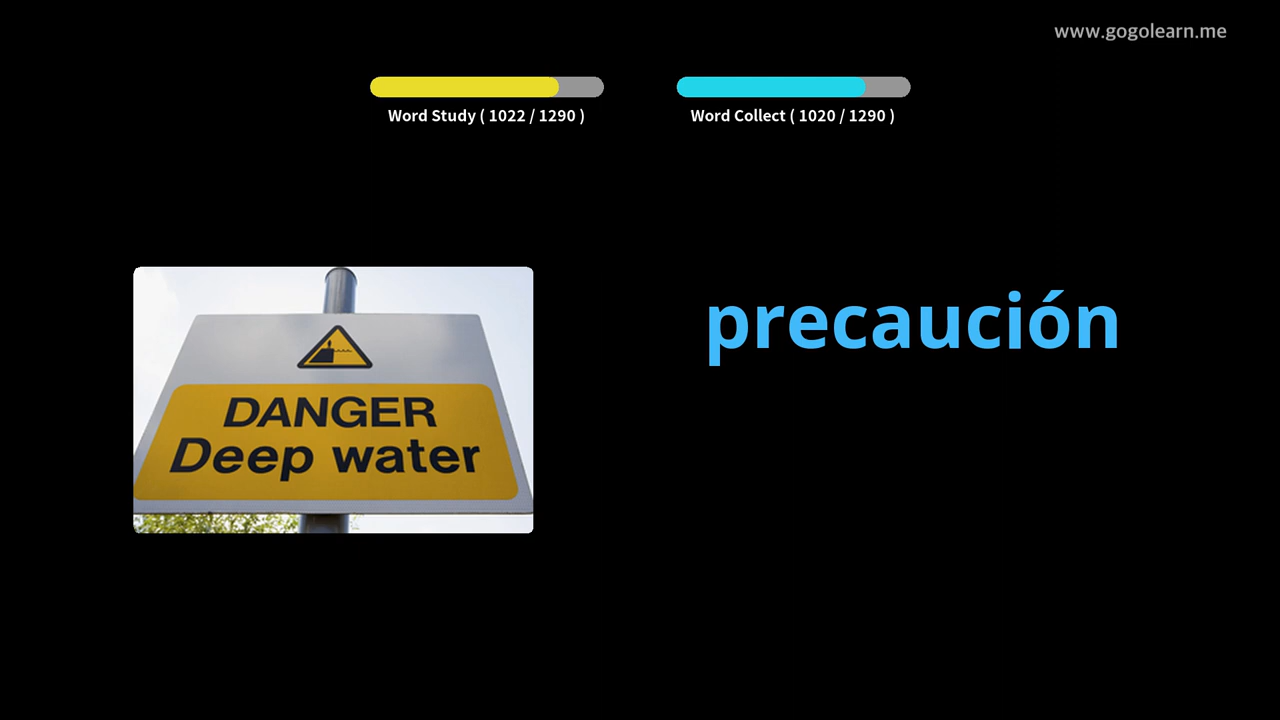 www.gogolearn.me
Word Study ( 1022 / 1290 )
Word Collect ( 1020 / 1290 )
DANGER
Deep water
precaución